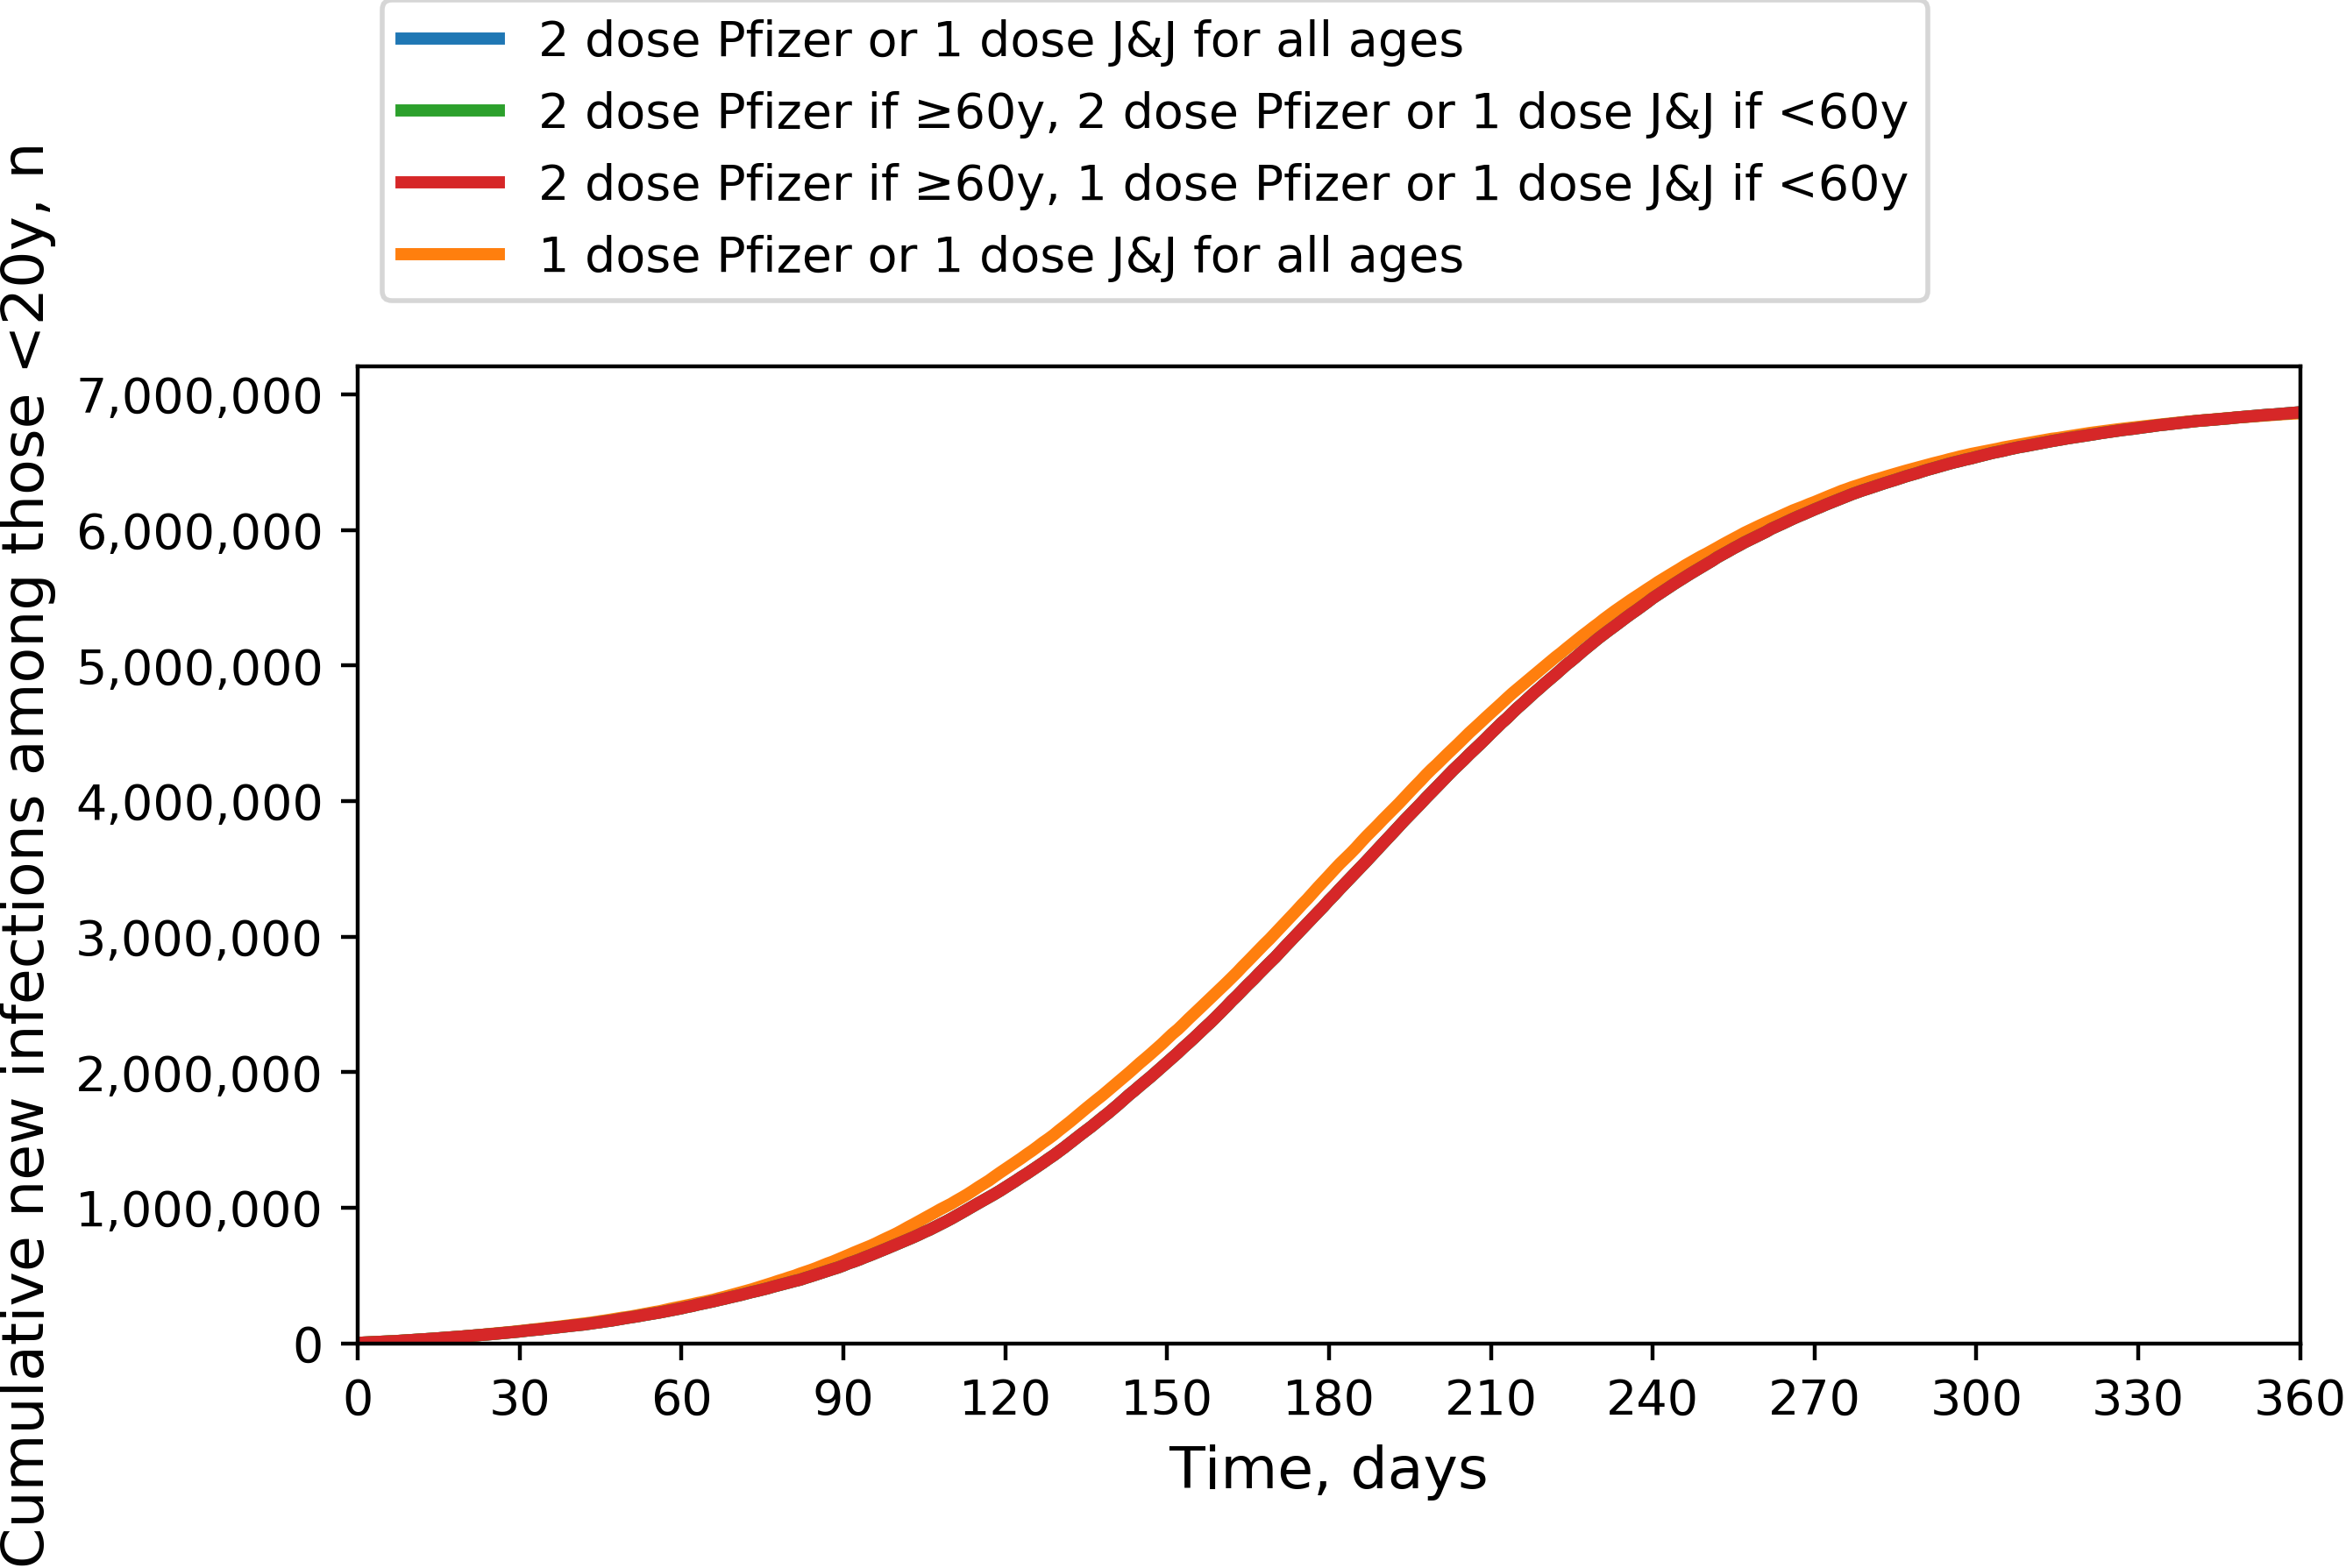 2 dose Pfizer or 1 dose J&J for all ages
2 dose Pfizer if ≥60y, 2 dose Pfizer or 1 dose J&J if <60y
2 dose Pfizer if ≥60y, 1 dose Pfizer or 1 dose J&J if <60y
1 dose Pfizer or 1 dose J&J for all ages
Cumulative new infections among those <20y, n
7,000,000
6,000,000
5,000,000
4,000,000
3,000,000
2,000,000
1,000,000
0
0 30 60 90 120 150 180 210 240 270 300 330 360
Time, days